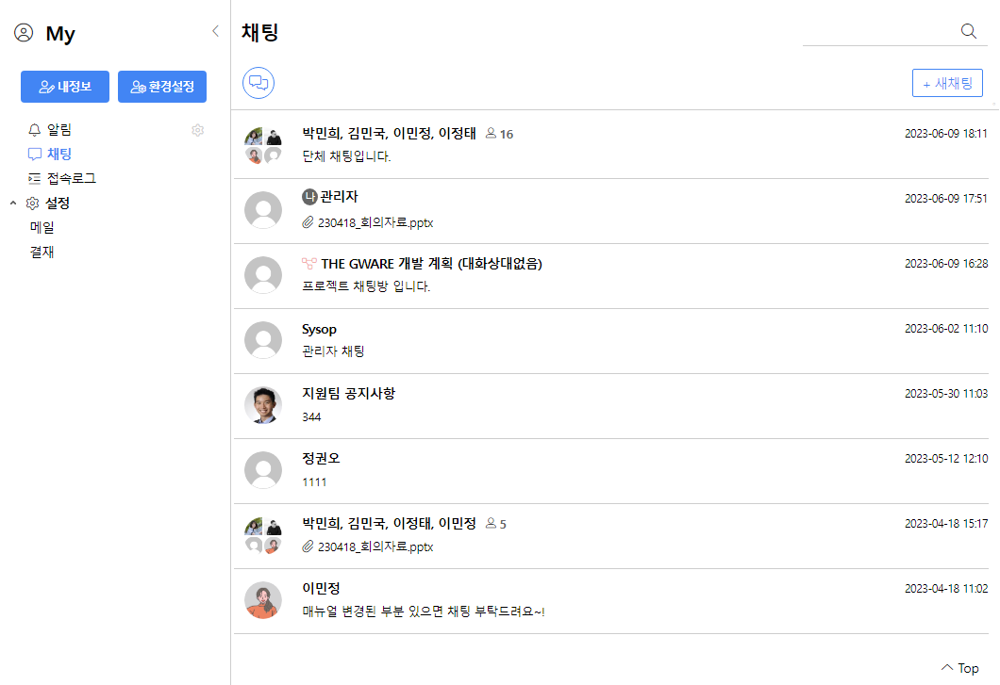 My
내정보 환경설정
알림
채팅
접속로그
설정
메일
결재
채팅
+ 새채팅
박민희, 김민국, 이민정, 이정태 16 2023-06-09 18:11
단체 채팅입니다.
나 관리자 2023-06-09 17:51
230418_회의자료.pptx
THE GWARE 개발 계획 (대화상대없음) 2023-06-09 16:28
프로젝트 채팅방 입니다.
Sysop 2023-06-02 11:10
관리자 채팅
지원팀 공지사항 2023-05-30 11:03
344
정권오 2023-05-12 12:10
1111
박민희, 김민국, 이정태, 이민정 5 2023-04-18 15:17
230418_회의자료.pptx
이민정 2023-04-18 11:02
매뉴얼 변경된 부분 있으면 채팅 부탁드려요~!
Top